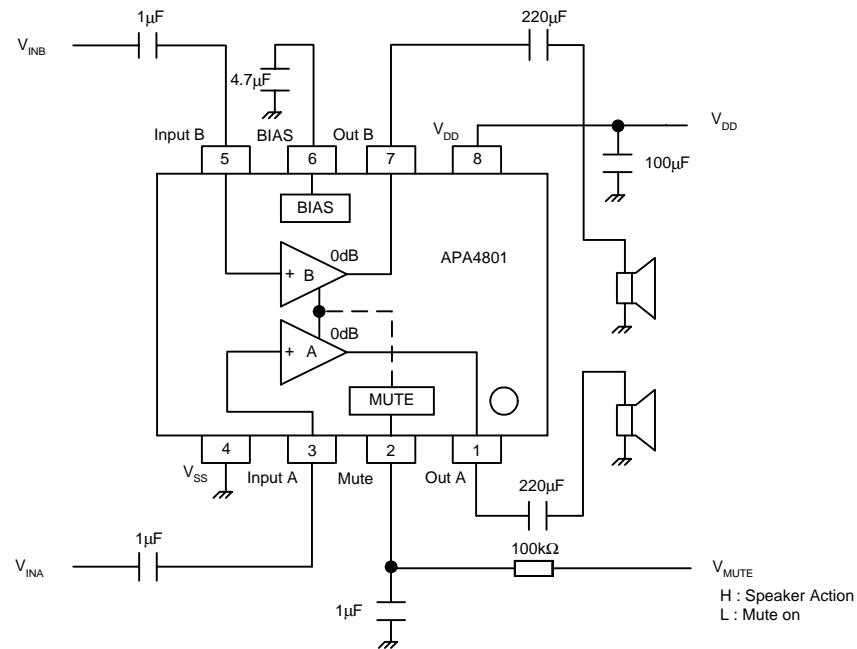 1μF
220μF
V_INB
4.7μF
Input B
BIAS
Out B
V_DD
V_DD
5
6
7
8
100μF
BIAS
0dB
APA4801
+ B
0dB
+ A
MUTE
4
3
2
1
V_SS
Input A
Mute
Out A
220μF
1μF
100kΩ
V_INA
V_MUTE
H : Speaker Action
1μF
L : Mute on